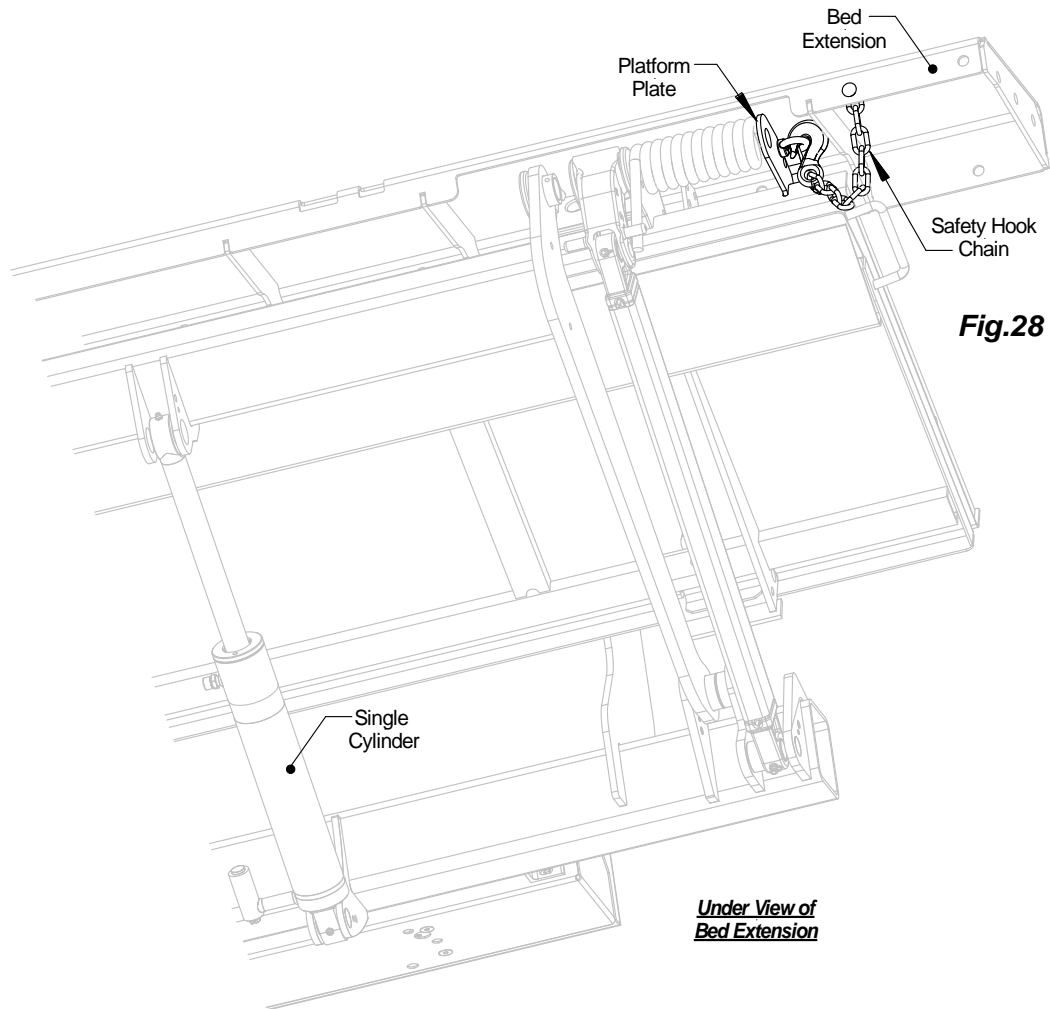 Bed
Extension
Platform
Plate
Safety Hook
Chain
Fig.28
Single
Cylinder
Under View of
Bed Extension